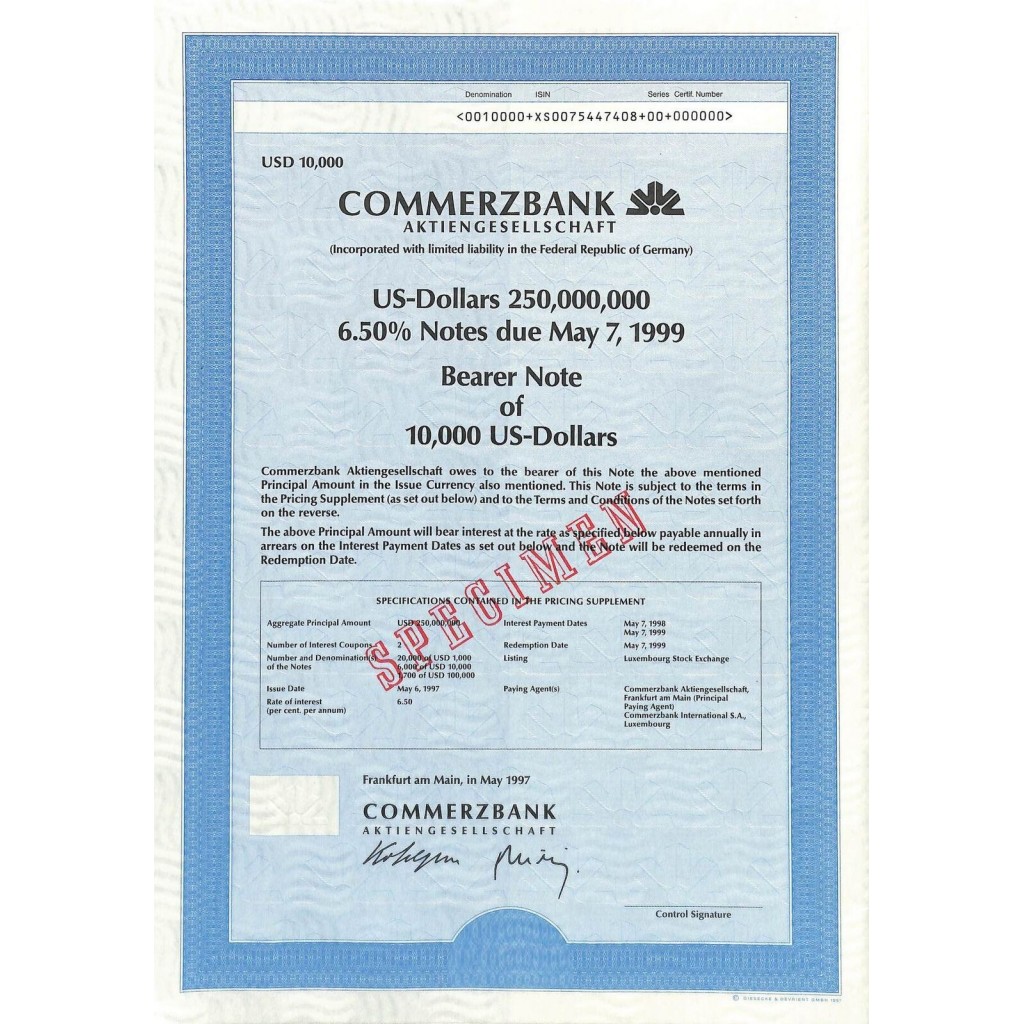 Denomination ISIN Series Certif. Number
<0010000+XS0075447408+00+000000>
USD 10,000
COMMERZBANK
AKTIENGESELLSCHAFT
(Incorporated with limited liability in the Federal Republic of Germany)
US-Dollars 250,000,000
6.50% Notes due May 7, 1999
Bearer Note
of
10,000 US-Dollars
Commerzbank Aktiengesellschaft owes to the bearer of this Note the above mentioned
Principal Amount in the Issue Currency also mentioned. This Note is subject to the terms in
the Pricing Supplement (as set out below) and to the Terms and Conditions of the Notes set forth
on the reverse.
The above Principal Amount will bear interest at the rate as specified below payable annually in
arrears on the Interest Payment Dates as set out below and the Note will be redeemed on the
Redemption Date.
SPECIMEN
SPECIFICATIONS CONTAINED IN THE PRICING SUPPLEMENT
Aggregate Principal Amount USD 250,000,000 Interest Payment Dates May 7, 1998
May 7, 1999
Number of Interest Coupons 2 Redemption Date May 7, 1999
Number and Denomination(s) 20,000 of USD 1,000 Listing Luxembourg Stock Exchange
of the Notes 6,000 of USD 10,000
1,700 of USD 100,000
Issue Date May 6, 1997 Paying Agent(s) Commerzbank Aktiengesellschaft,
Rate of interest 6.50 Frankfurt am Main (Principal
(per cent. per annum) Paying Agent)
Commerzbank International S.A.,
Luxembourg
Frankfurt am Main, in May 1997
COMMERZBANK
AKTIENGESELLSCHAFT
Control Signature
© GIESECKE & DEVRIENT GMBH 1997